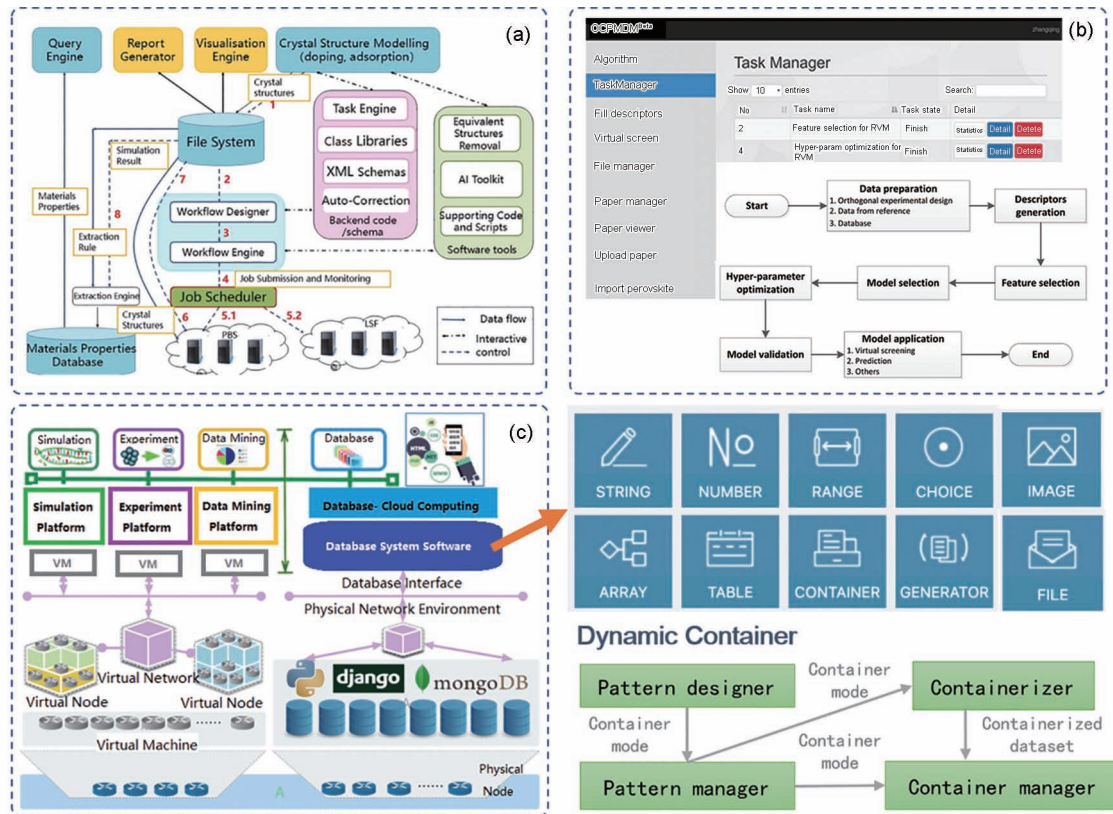 (a)
Query
Engine
Report
Generator
Visualisation
Engine
Crystal Structure Modelling
(doping, adsorption)
Crystal
structures
1
Task Engine
Class Libraries
XML Schemas
Auto-Correction
Backend code
/schema
Equivalent
Structures
Removal
AI Toolkit
Supporting Code
and Scripts
Software tools
File System
Simulation
Result
7
2
Materials
Properties
8
Workflow Designer
3
Extraction
Rule
Workflow Engine
4
Job Submission and Monitoring
Extraction Engine
Job Scheduler
Crystal
Structures
6
5.1
5.2
PBS
LSF
Materials Properties
Database
Data flow
Interactive
control
(b)
OCPMDM Data
zhangqing
Algorithm
TaskManager
Fill descriptors
Virtual screen
File manager
Paper manager
Paper viewer
Upload paper
Import perovskite
Task Manager
Show 10 entries
Search:
No Task name Task state Detail
2 Feature selection for RVM Finish Statistics Detail Detete
4 Hyper-param optimization for RVM Finish Statistics Detail Detete
Start
Data preparation
1. Orthogonal experimental design
2. Data from reference
3. Database
Descriptors
generation
Hyper-parameter
optimization
Model selection
Feature selection
Model validation
Model application
1. Virtual screening
2. Prediction
3. Others
End
(c)
Simulation
Experiment
Data Mining
Database
HTML
Simulation
Platform
Experiment
Platform
Data Mining
Platform
Database- Cloud Computing
Database System Software
VM
VM
VM
Database Interface
Physical Network Environment
Virtual Network
Virtual Node
Virtual Node
django
mongoDB
A
Virtual Machine
Physical
Node
A
STRING
NUMBER
RANGE
CHOICE
IMAGE
No
ARRAY
TABLE
CONTAINER
GENERATOR
FILE
Dynamic Container
Pattern designer
Container
mode
Containerizer
Container
mode
Container
mode
Containerized
dataset
Pattern manager
Container manager